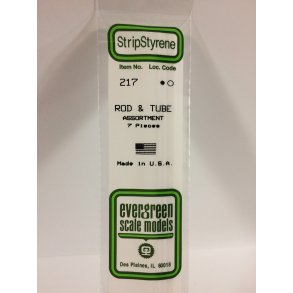 StripStyrene
Item No. Loc. Code
217
ROD & TUBE
ASSORTMENT
7 Pieces
Made In U.S.A.
evergreen
scale models
Des Plaines, IL 60018